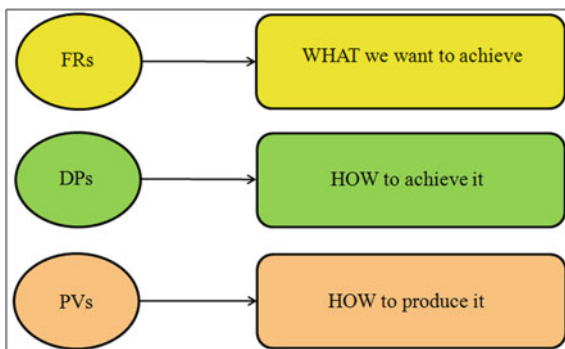 FRs
WHAT we want to achieve
DPs
HOW to achieve it
PVs
HOW to produce it